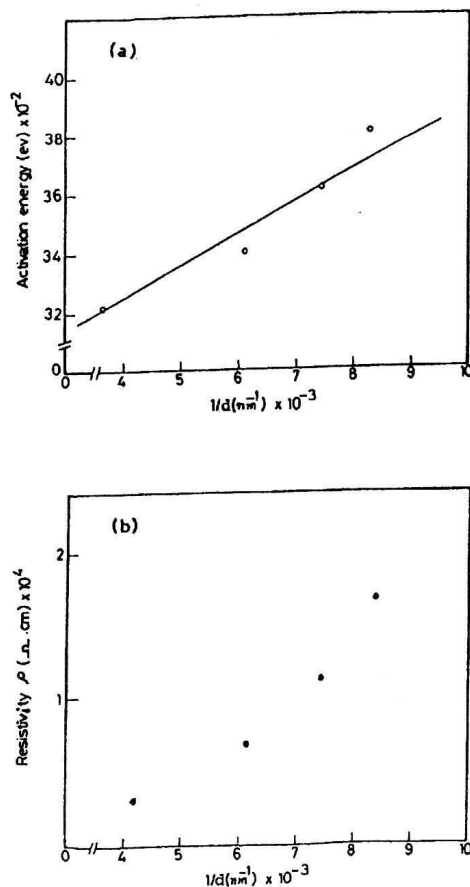 (a)
Activation energy (ev) x10⁻²
40
38
36
34
32
0
0 4 5 6 7 8 9 10
1/d(nm⁻¹) x 10⁻³
(b)
Resistivity ρ (Ω.cm) x10⁴
2
1
0 4 5 6 7 8 9 10
1/d(nm⁻¹) x 10⁻³